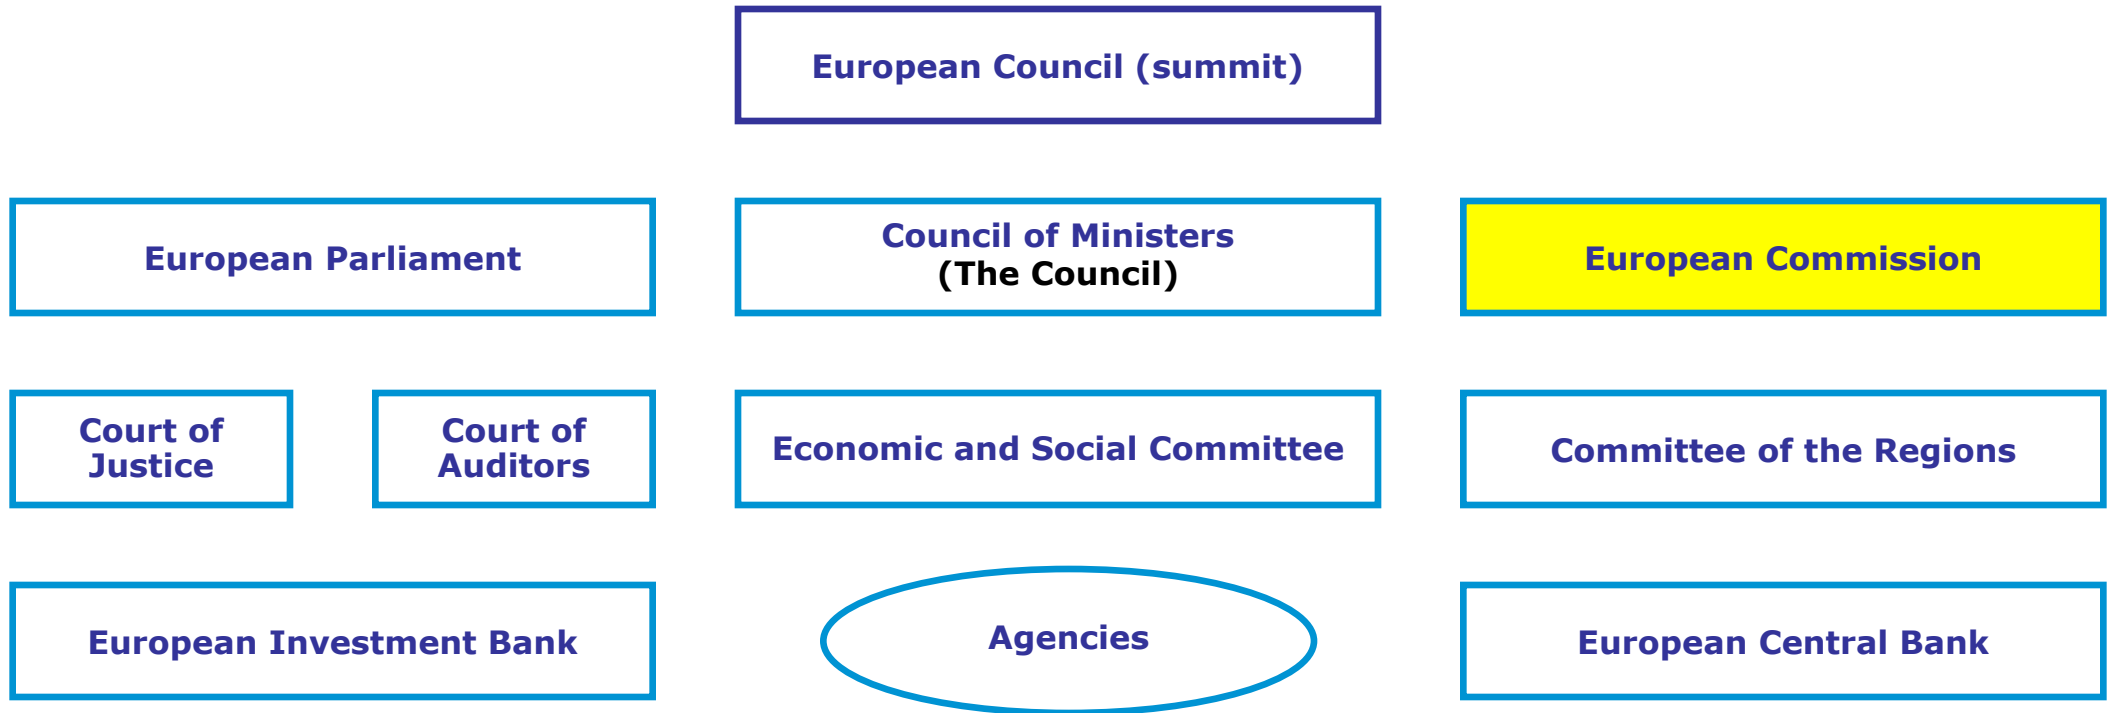 European Council (summit)
European Parliament
Council of Ministers
(The Council)
European Commission
Court of
Justice
Court of
Auditors
Economic and Social Committee
Committee of the Regions
European Investment Bank
Agencies
European Central Bank